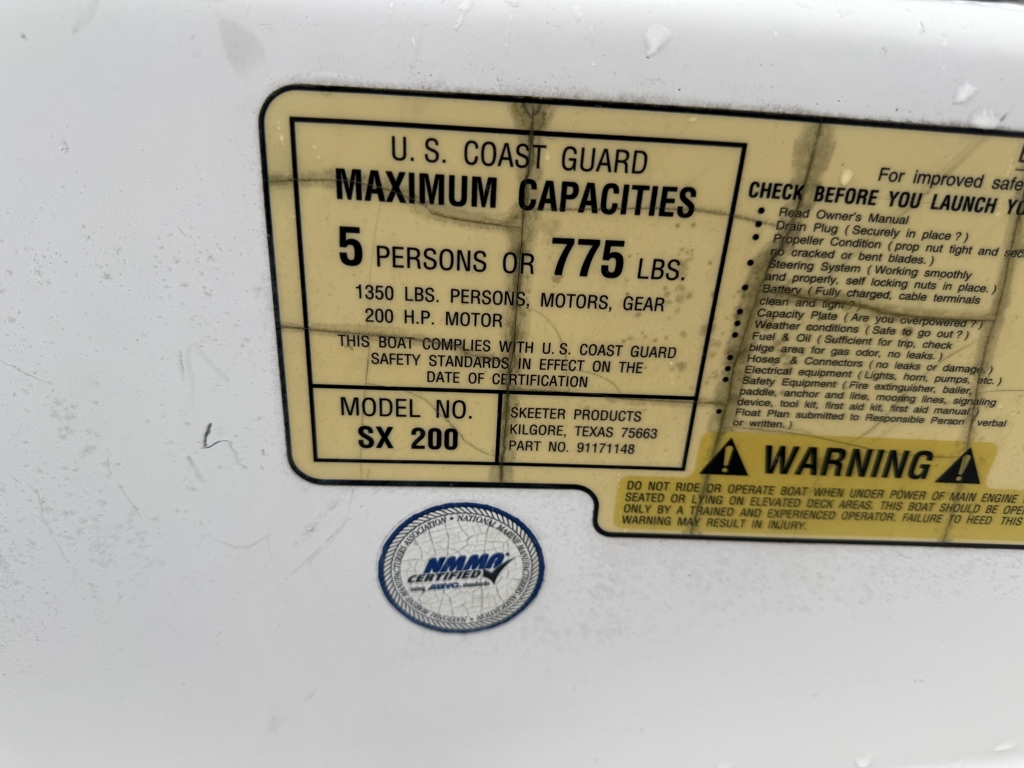 U. S. COAST GUARD
MAXIMUM CAPACITIES
5 PERSONS OR 775 LBS.
1350 LBS. PERSONS, MOTORS, GEAR
200 H.P. MOTOR
THIS BOAT COMPLIES WITH U. S. COAST GUARD
SAFETY STANDARDS IN EFFECT ON THE
DATE OF CERTIFICATION
MODEL NO.
SX 200
SKEETER PRODUCTS
KILGORE, TEXAS 75663
PART NO. 91171148
For improved safe
CHECK BEFORE YOU LAUNCH YO
• Read Owner's Manual
• Drain Plug (Securely in place?)
• Propeller Condition (prop nut tight and sec
no cracked or bent blades.)
• Steering System (Working smoothly
and properly, self locking nuts in place.)
• Battery (Fully charged, cable terminals
clean and tight?)
• Capacity Plate (Are you overpowered?)
• Weather conditions (Safe to go out?)
• Fuel & Oil (Sufficient for trip, check
bilge area for gas odor, no leaks.)
• Hoses & Connectors (no leaks or damage.)
• Electrical equipment (Lights, horn, pumps, etc.)
• Safety Equipment (Fire extinguisher, bailer,
paddle, anchor and line, mooring lines, signaling
device, tool kit, first aid kit, first aid manual)
• Float Plan submitted to Responsible Person verbal
or written.)
WARNING
DO NOT RIDE OR OPERATE BOAT WHEN UNDER POWER OF MAIN ENGINE
SEATED OR LYING ON ELEVATED DECK AREAS. THIS BOAT SHOULD BE OPE
ONLY BY A TRAINED AND EXPERIENCED OPERATOR. FAILURE TO HEED THIS
WARNING MAY RESULT IN INJURY.
NATIONAL MARINE MANUFACTURERS ASSOCIATION •
NMMA
CERTIFIED
using ABYC standards